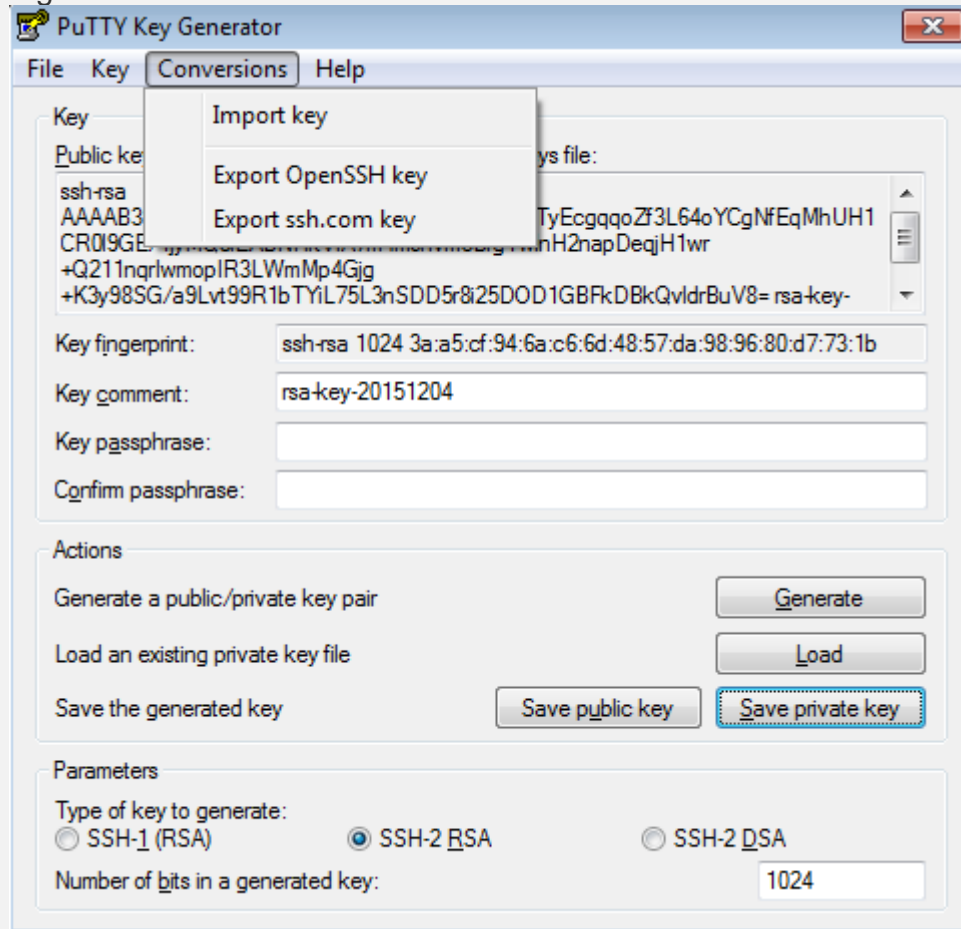 PuTTY Key Generator
File Key Conversions Help
Import key
Export OpenSSH key
Export ssh.com key
Key
Public ke ys file:
ssh-rsa
AAAAB3 TyEcgqqoZf3L64oYCgNfEqMhUH1
H2napDeqjH1wr
+Q211nqrlwmopIR3LWmMp4Gjg
+K3y98SG/a9Lvt99R1bTYiL75L3nSDD5r8i25DOD1GBFkDBkQvldrBuV8= rsa-key-
Key fingerprint: ssh-rsa 1024 3a:a5:cf:94:6a:c6:6d:48:57:da:98:96:80:d7:73:1b
Key comment: rsa-key-20151204
Key passphrase:
Confirm passphrase:
Actions
Generate a public/private key pair Generate
Load an existing private key file Load
Save the generated key Save public key Save private key
Parameters
Type of key to generate:
SSH-1 (RSA) SSH-2 RSA SSH-2 DSA
Number of bits in a generated key: 1024